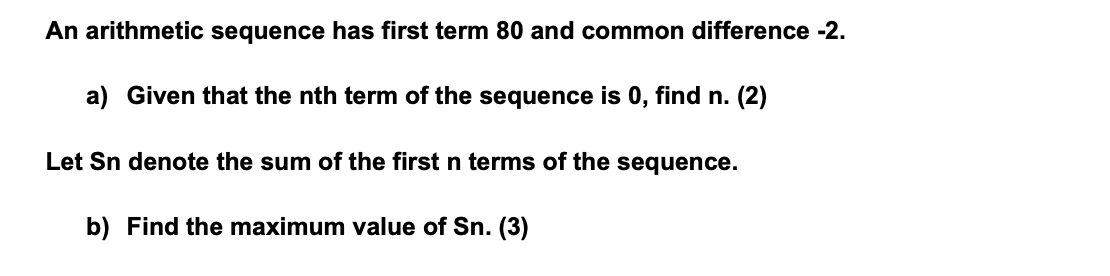 An arithmetic sequence has first term 80 and common difference -2.
a) Given that the nth term of the sequence is 0, find n. (2)
Let Sn denote the sum of the first n terms of the sequence.
b) Find the maximum value of Sn. (3)